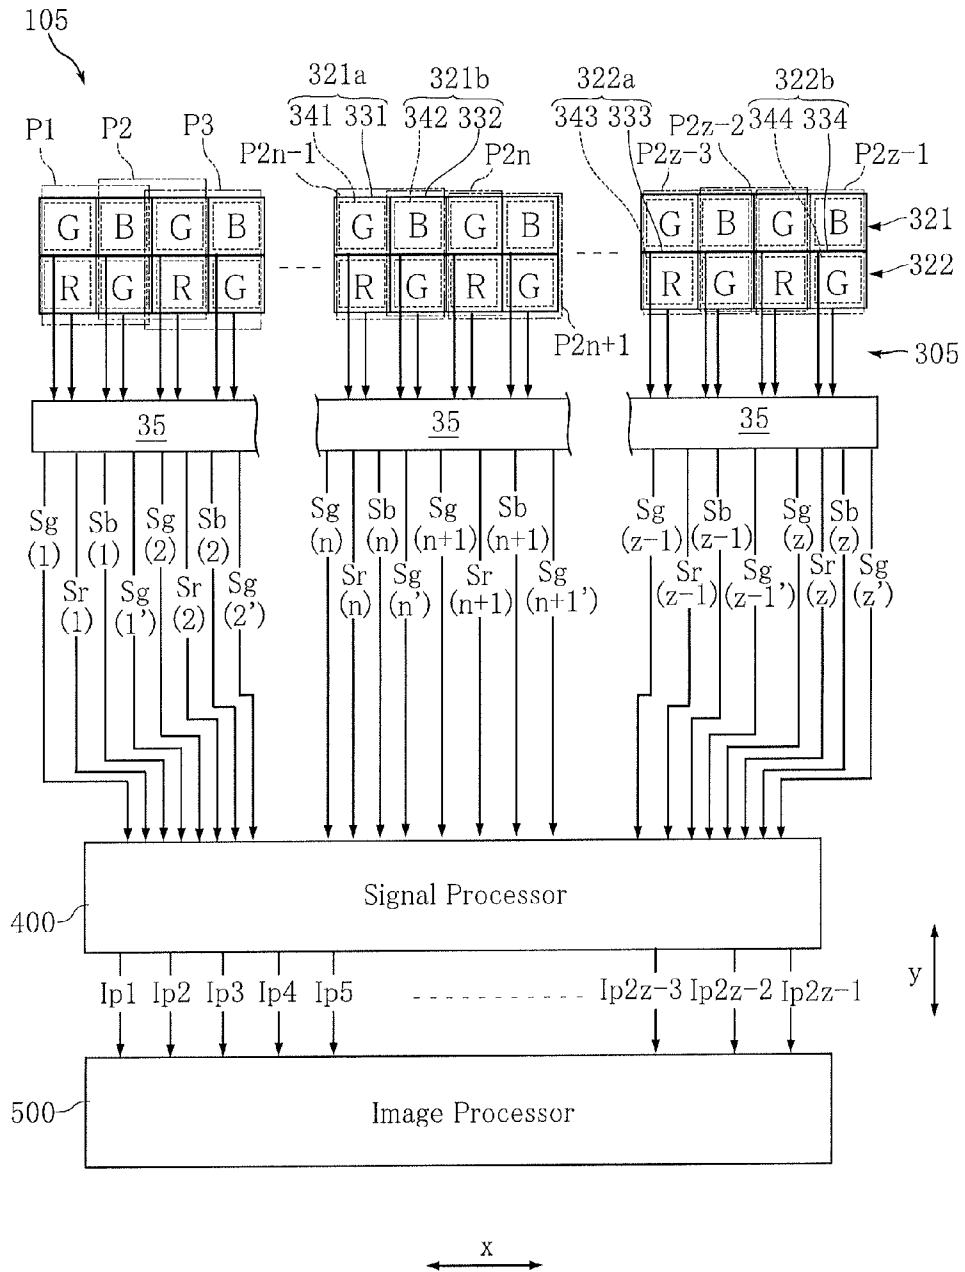 105
321a 321b 322a 322b
341 331 342 332 343 333 344 334
P1 P2 P3 P2n-1 P2n P2z-3 P2z-2 P2z-1
G B G B G B G B G B G B 321
R G R G R G R G R G R G 322
P2n+1
305
35 35 35
Sg (1) Sb (1) Sg (2) Sb (2) Sg (n) Sb (n) Sg (n+1) Sb (n+1) Sg (z-1) Sb (z-1) Sg (z) Sb (z)
Sr (1) Sg (1') Sr (2) Sg (2') Sr (n) Sg (n') Sr (n+1) Sg (n+1') Sr (z-1) Sg (z-1') Sr (z) Sg (z')
Signal Processor
400
Ip1 Ip2 Ip3 Ip4 Ip5 Ip2z-3 Ip2z-2 Ip2z-1
y
500
Image Processor
x